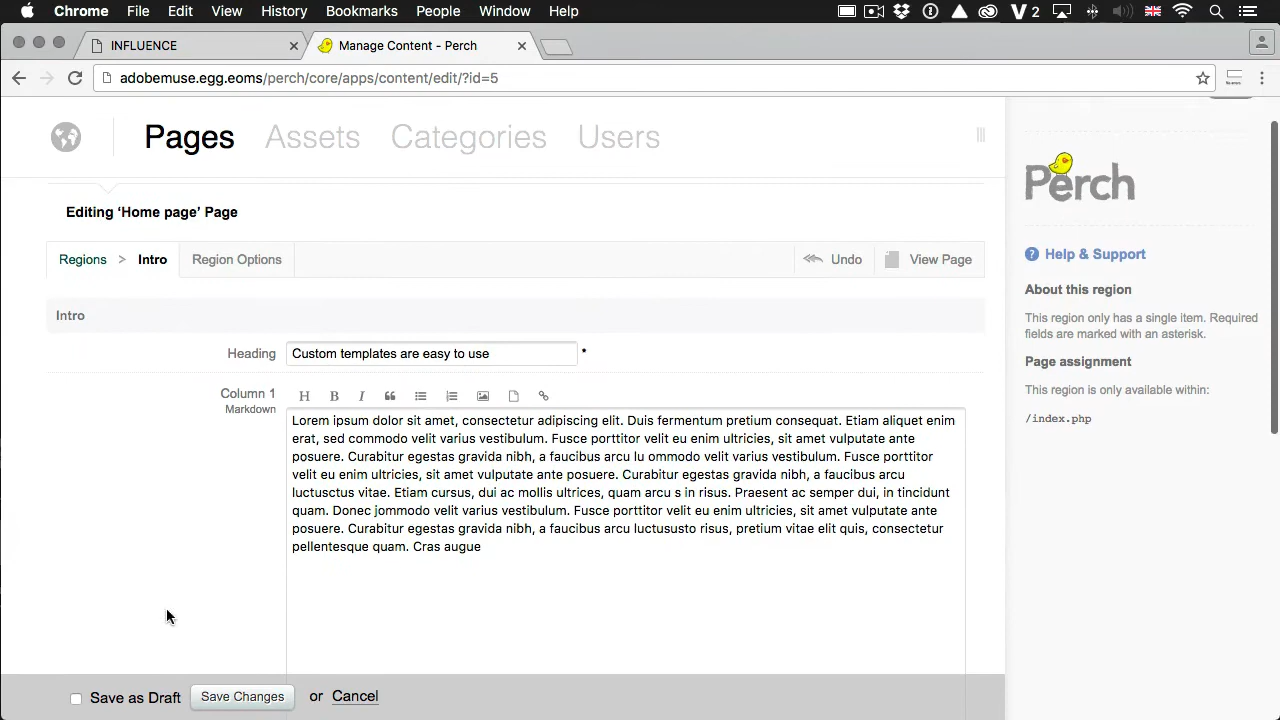 Chrome File Edit View History Bookmarks People Window Help
2
INFLUENCE
Manage Content - Perch
adobemuse.egg.eoms/perch/core/apps/content/edit/?id=5
Pages Assets Categories Users
Perch
Editing ‘Home page’ Page
Regions > Intro Region Options Undo View Page
Help & Support
About this region
This region only has a single item. Required
fields are marked with an asterisk.
Page assignment
This region is only available within:
/index.php
Intro
Heading Custom templates are easy to use *
Column 1
Markdown
H B I
Lorem ipsum dolor sit amet, consectetur adipiscing elit. Duis fermentum pretium consequat. Etiam aliquet enim
erat, sed commodo velit varius vestibulum. Fusce porttitor velit eu enim ultricies, sit amet vulputate ante
posuere. Curabitur egestas gravida nibh, a faucibus arcu lu ommodo velit varius vestibulum. Fusce porttitor
velit eu enim ultricies, sit amet vulputate ante posuere. Curabitur egestas gravida nibh, a faucibus arcu
luctusctus vitae. Etiam cursus, dui ac mollis ultrices, quam arcu s in risus. Praesent ac semper dui, in tincidunt
quam. Donec jommodo velit varius vestibulum. Fusce porttitor velit eu enim ultricies, sit amet vulputate ante
posuere. Curabitur egestas gravida nibh, a faucibus arcu luctusuto risus, pretium vitae elit quis, consectetur
pellentesque quam. Cras augue
Save as Draft Save Changes or Cancel